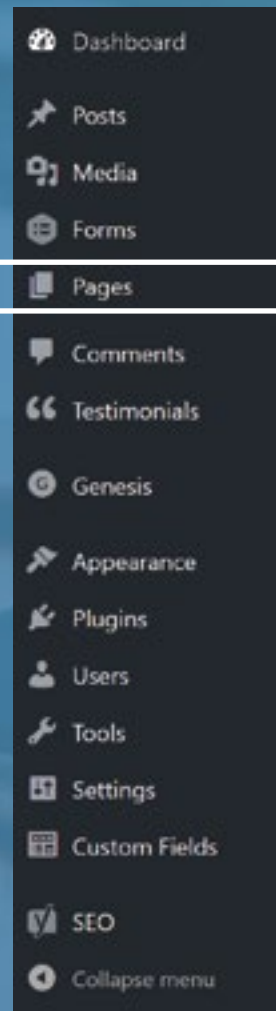 Dashboard
Posts
Media
Forms
Pages
Comments
Testimonials
Genesis
Appearance
Plugins
Users
Tools
Settings
Custom Fields
SEO
Collapse menu